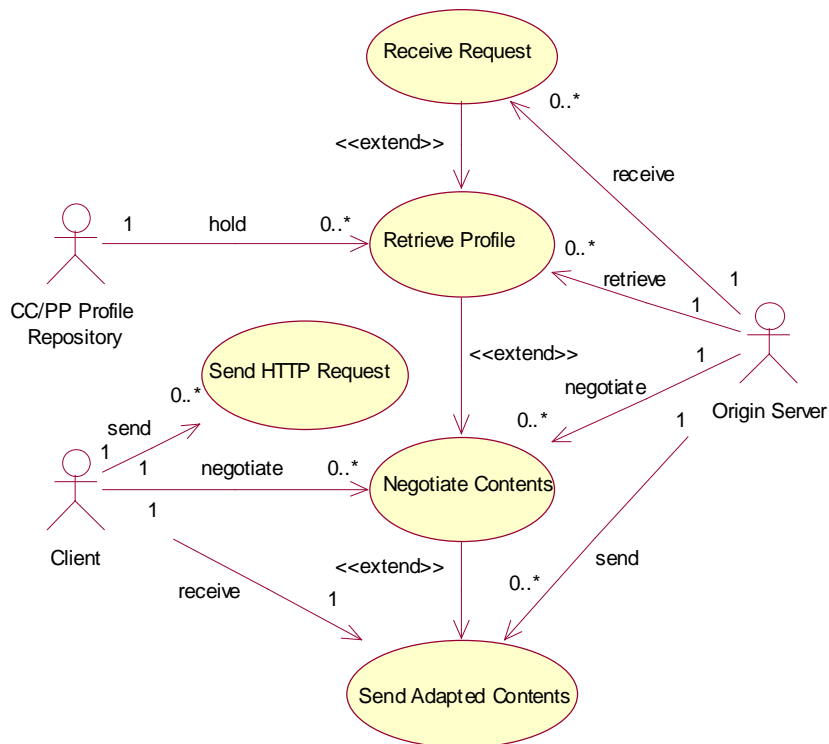 Receive Request
0..*
<<extend>>
receive
1
hold
0..*
Retrieve Profile
0..*
retrieve
1
1
CC/PP Profile
Repository
<<extend>>
1
Send HTTP Request
0..*
negotiate
Origin Server
send
1
0..*
1
1
negotiate
0..*
Negotiate Contents
1
Client
<<extend>>
send
0..*
receive
1
Send Adapted Contents